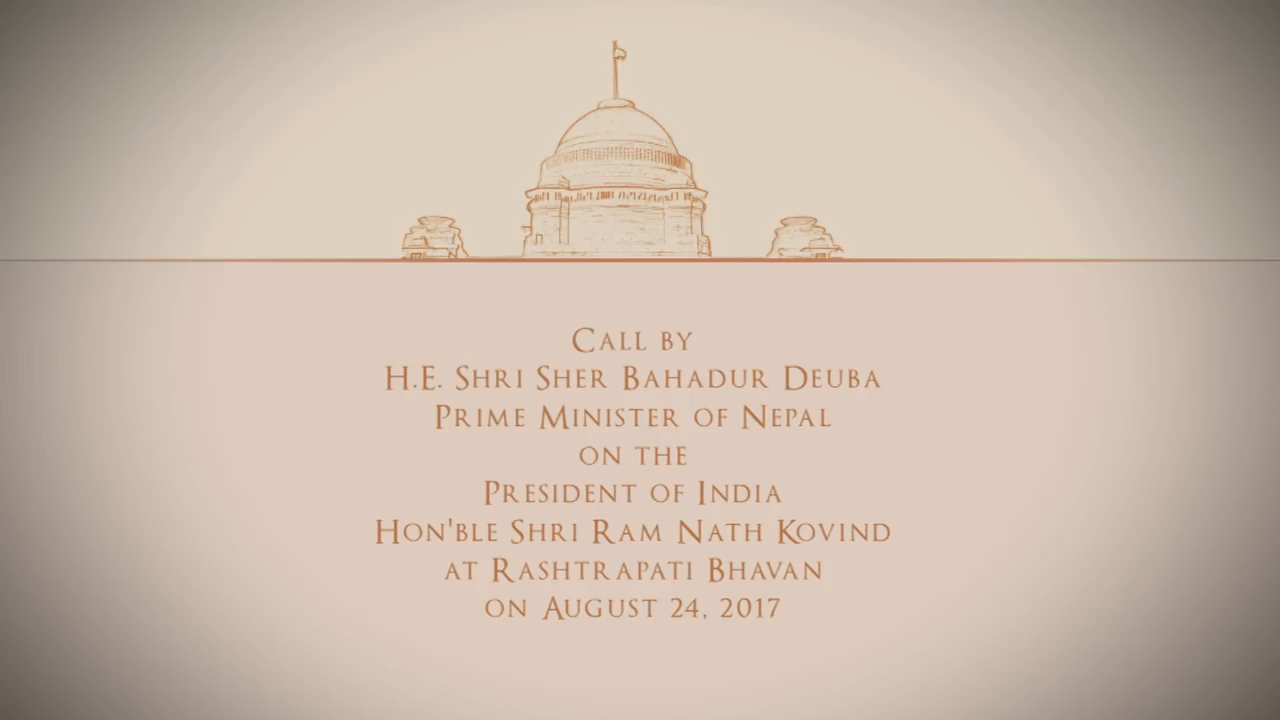 Call by
H.E. Shri Sher Bahadur Deuba
Prime Minister of Nepal
on the
President of India
Hon'ble Shri Ram Nath Kovind
at Rashtrapati Bhavan
on August 24, 2017